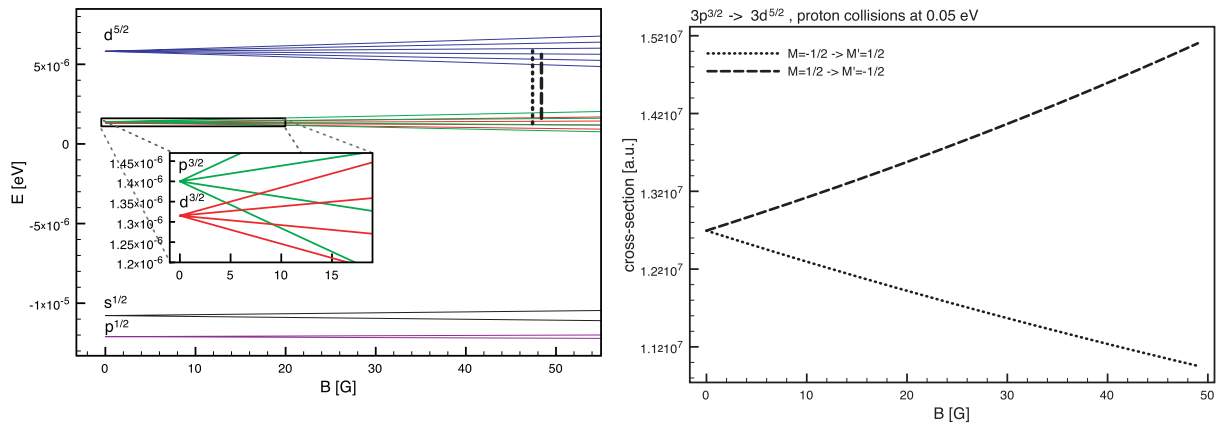 d5/2
5×10-6
0
-5×10-6
-1×10-5
E [eV]
1.45×10-6
1.4×10-6
1.3×10-6
1.25×10-6
1.2×10-6
p3/2
d3/2
0 5 10 15
s1/2
p1/2
0 10 20 30 40 50
B [G]
3p3/2 -> 3d5/2 , proton collisions at 0.05 eV
1.5210^7
1.4210^7
1.3210^7
1.2210^7
1.1210^7
cross-section [a.u.]
M=-1/2 -> M'=1/2
M=1/2 -> M'=-1/2
0 10 20 30 40 50
B [G]